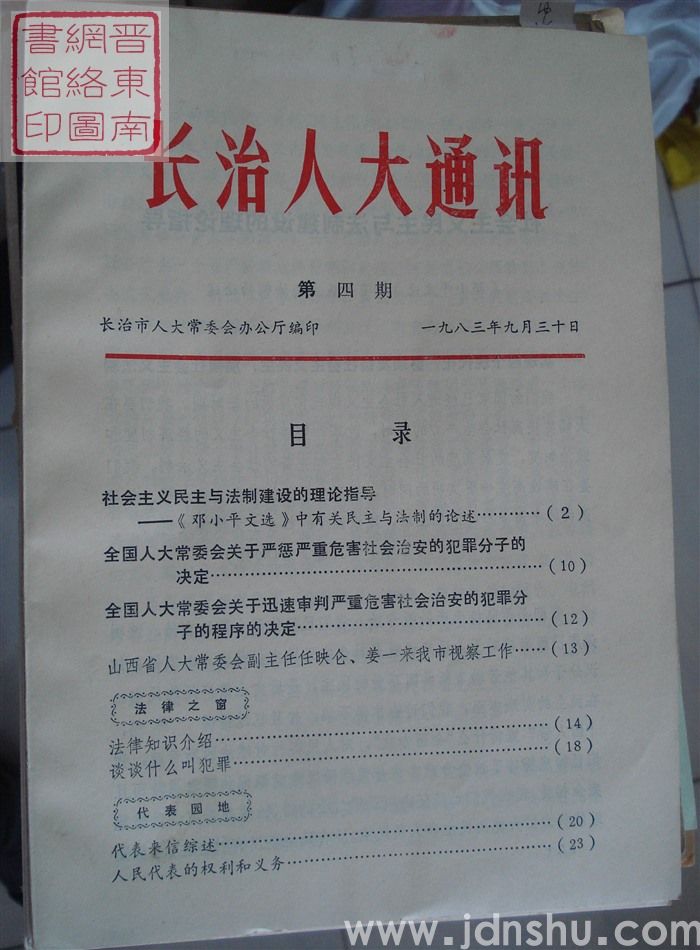 晋东南
網絡圖
書館印
长治人大通讯
第四期
长治市人大常委会办公厅编印 一九八三年九月三十日
目录
社会主义民主与法制建设的理论指导
——《邓小平文选》中有关民主与法制的论述…………(2)
全国人大常委会关于严惩严重危害社会治安的犯罪分子的
决定………………………………………………(10)
全国人大常委会关于迅速审判严重危害社会治安的犯罪分
子的程序的决定…………………………………(12)
山西省人大常委会副主任任映仑、姜一来我市视察工作……(13)
法律之窗
法律知识介绍………………………………………………(14)
谈谈什么叫犯罪……………………………………………(18)
代表园地
代表来信综述………………………………………………(20)
人民代表的权利和义务……………………………………(23)
www.jdnshu.com